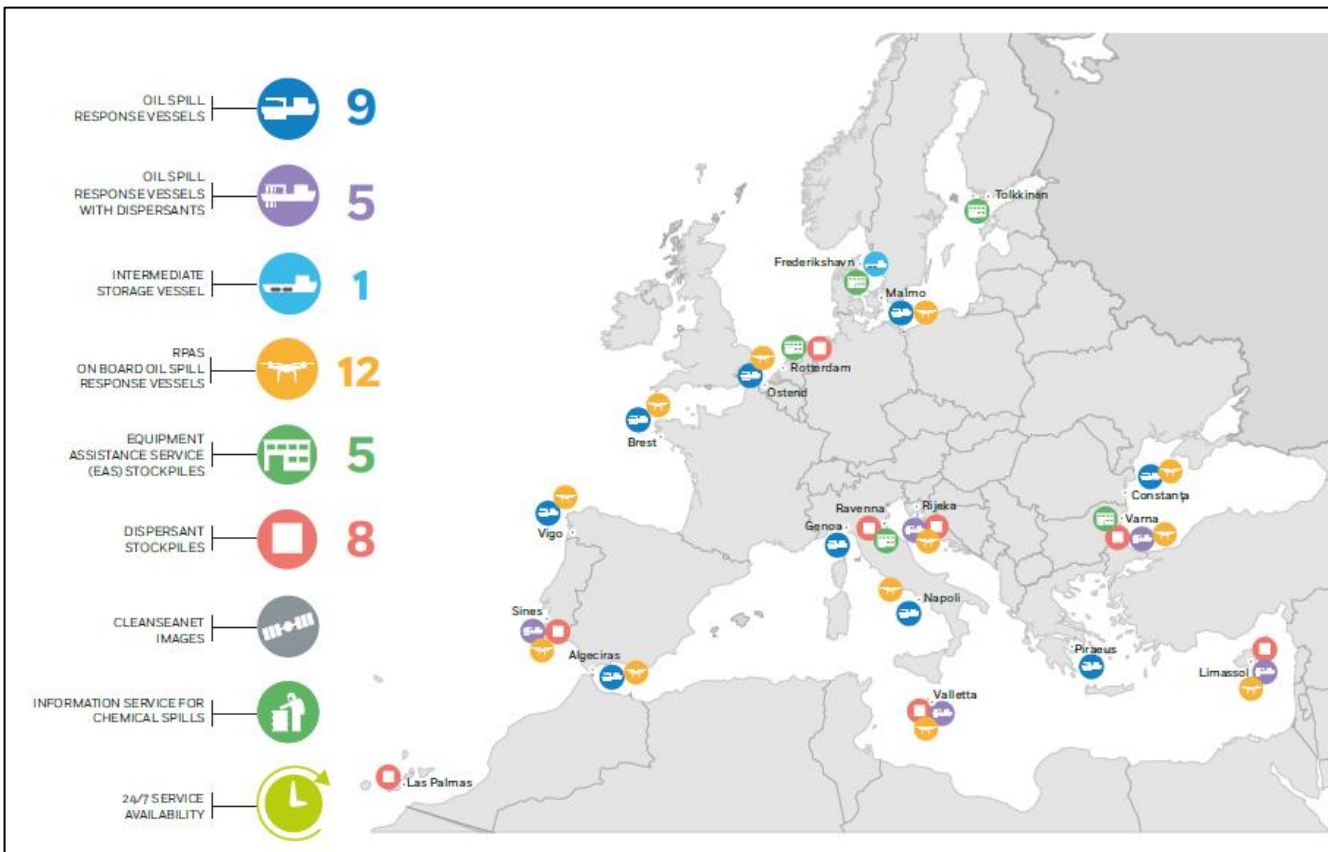 OIL SPILL
RESPONSE VESSELS
9
OIL SPILL
RESPONSE VESSELS
WITH DISPERSANTS
5
INTERMEDIATE
STORAGE VESSEL
1
RPAS
ON BOARD OIL SPILL
RESPONSE VESSELS
12
EQUIPMENT
ASSISTANCE SERVICE
(EAS) STOCKPILES
5
DISPERSANT
STOCKPILES
8
CLEANSEANET
IMAGES
INFORMATION SERVICE FOR
CHEMICAL SPILLS
24/7 SERVICE
AVAILABILITY
Tolkkinen
Frederikshavn
Malmo
Rotterdam
Ostend
Brest
Vigo
Constanţa
Varna
Ravenna
Rijeka
Genoa
Napoli
Sines
Algeciras
Piraeus
Limassol
Valletta
Las Palmas